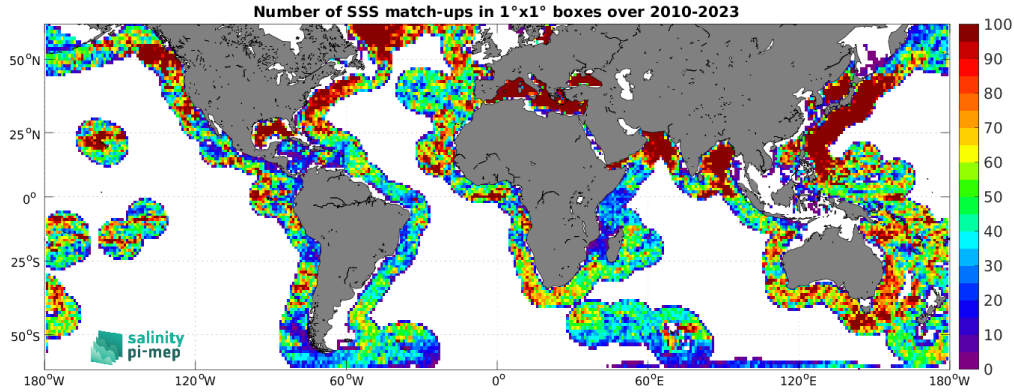 Number of SSS match-ups in 1°x1° boxes over 2010-2023
50°N
25°N
0°
25°S
50°S
180°W
120°W
60°W
0°
60°E
120°E
180°W
100
90
80
70
60
50
40
30
20
10
0
salinity
pi-mep